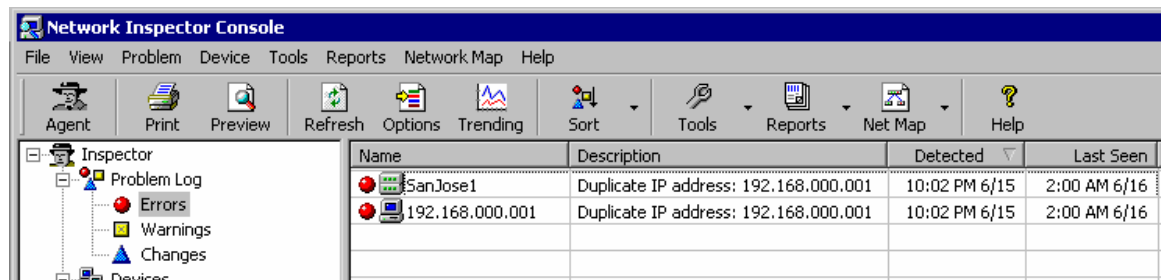 Network Inspector Console
File View Problem Device Tools Reports Network Map Help
Agent Print Preview Refresh Options Trending Sort Tools Reports Net Map Help
Inspector
Problem Log
Errors
Warnings
Changes
Devices
Name Description Detected Last Seen
SanJose1 Duplicate IP address: 192.168.000.001 10:02 PM 6/15 2:00 AM 6/16
192.168.000.001 Duplicate IP address: 192.168.000.001 10:02 PM 6/15 2:00 AM 6/16